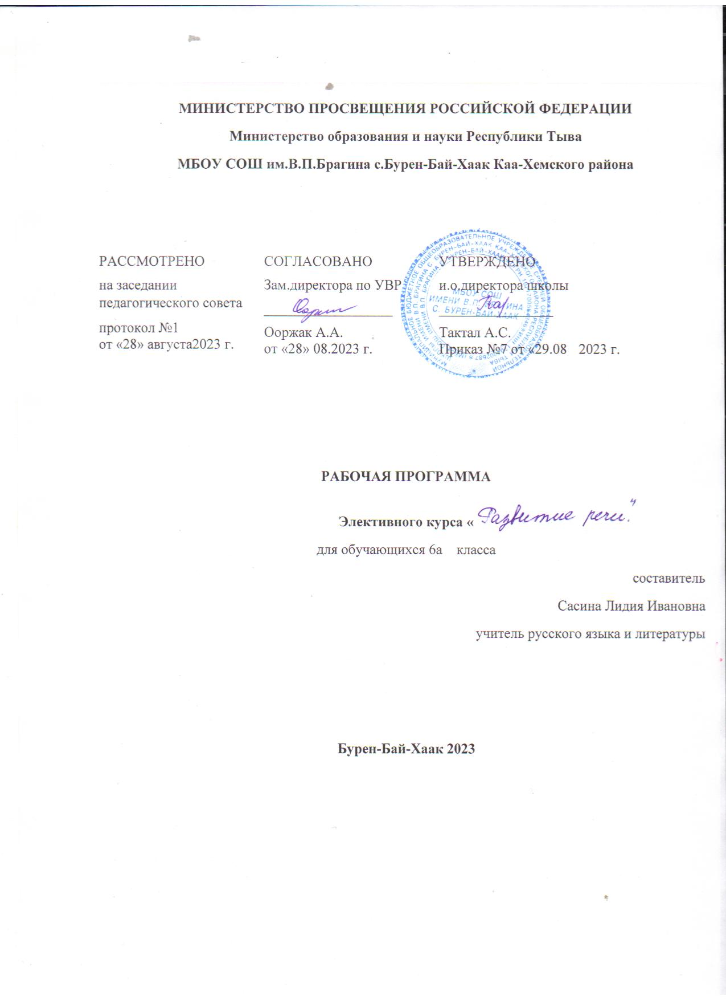 МИНИСТЕРСТВО ПРОСВЕЩЕНИЯ РОССИЙСКОЙ ФЕДЕРАЦИИ
Министерство образования и науки Республики Тыва
МБОУ СОШ им.В.П.Брагина с.Бурен-Бай-Хаак Каа-Хемского района
РАССМОТРЕНО
на заседании
педагогического совета
протокол №1
от «28» августа2023 г.
СОГЛАСОВАНО
Зам.директора по УВР
Ооржак А.А.
от «28» 08.2023 г.
УТВЕРЖДЕНО
и.о.директора школы
Тактал А.С.
Приказ №7 от «29.08 2023 г.
МБОУ СОШ
ИМЕНИ В.П. БРАГИНА
С. БУРЕН-БАЙ-ХААК
РАБОЧАЯ ПРОГРАММА
Элективного курса « Развитие речи."
для обучающихся 6а класса
составитель
Сасина Лидия Ивановна
учитель русского языка и литературы
Бурен-Бай-Хаак 2023